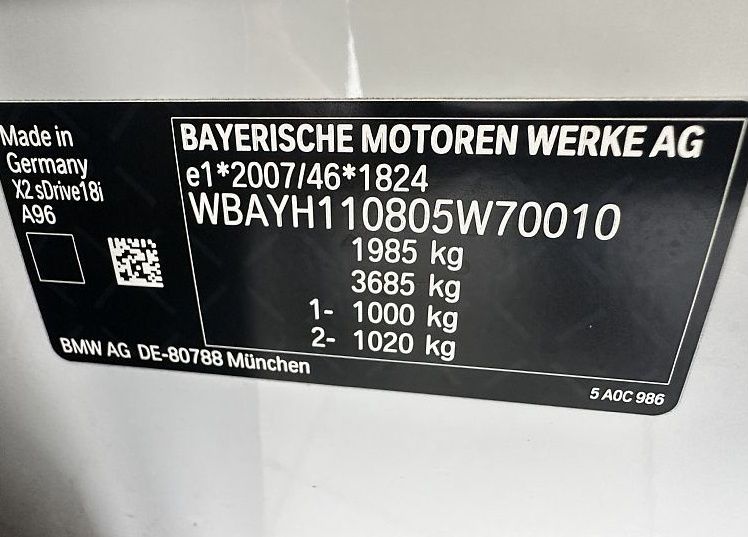 Made in
Germany
X2 sDrive18i
A96
BAYERISCHE MOTOREN WERKE AG
e1*2007/46*1824
WBAYH110805W70010
1985 kg
3685 kg
1- 1000 kg
2- 1020 kg
BMW AG DE-80788 München
5 A0C 986